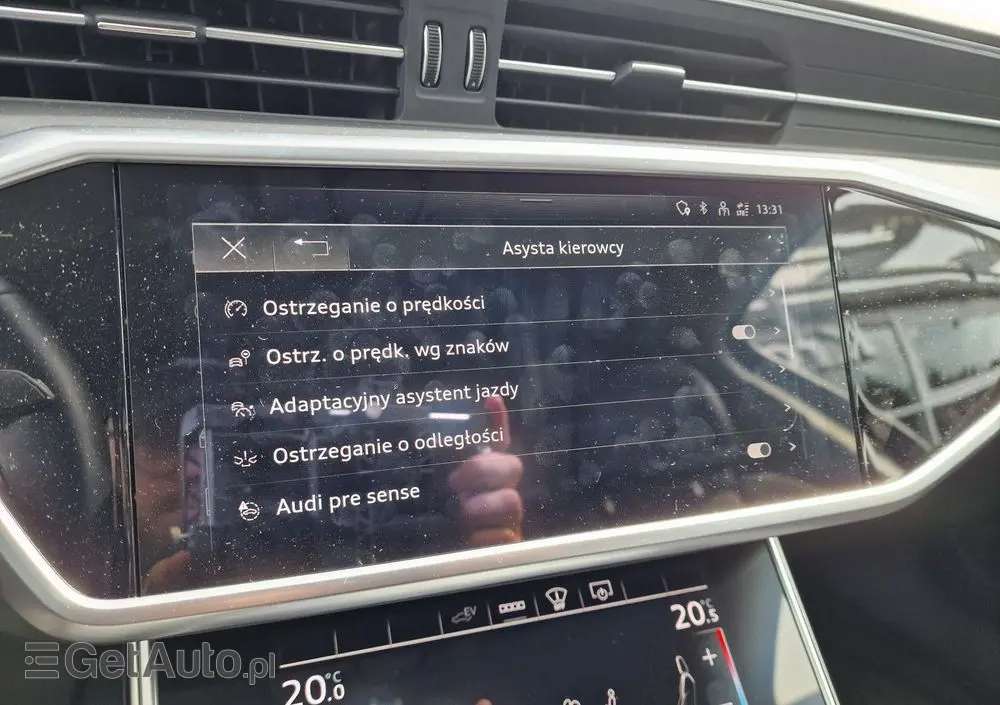 13:31
Asysta kierowcy
Ostrzeganie o prędkości
Ostrz. o prędk. wg znaków
Adaptacyjny asystent jazdy
Ostrzeganie o odległości
Audi pre sense
EV
20.5 °C
20.0 °C
GetAuto.pl